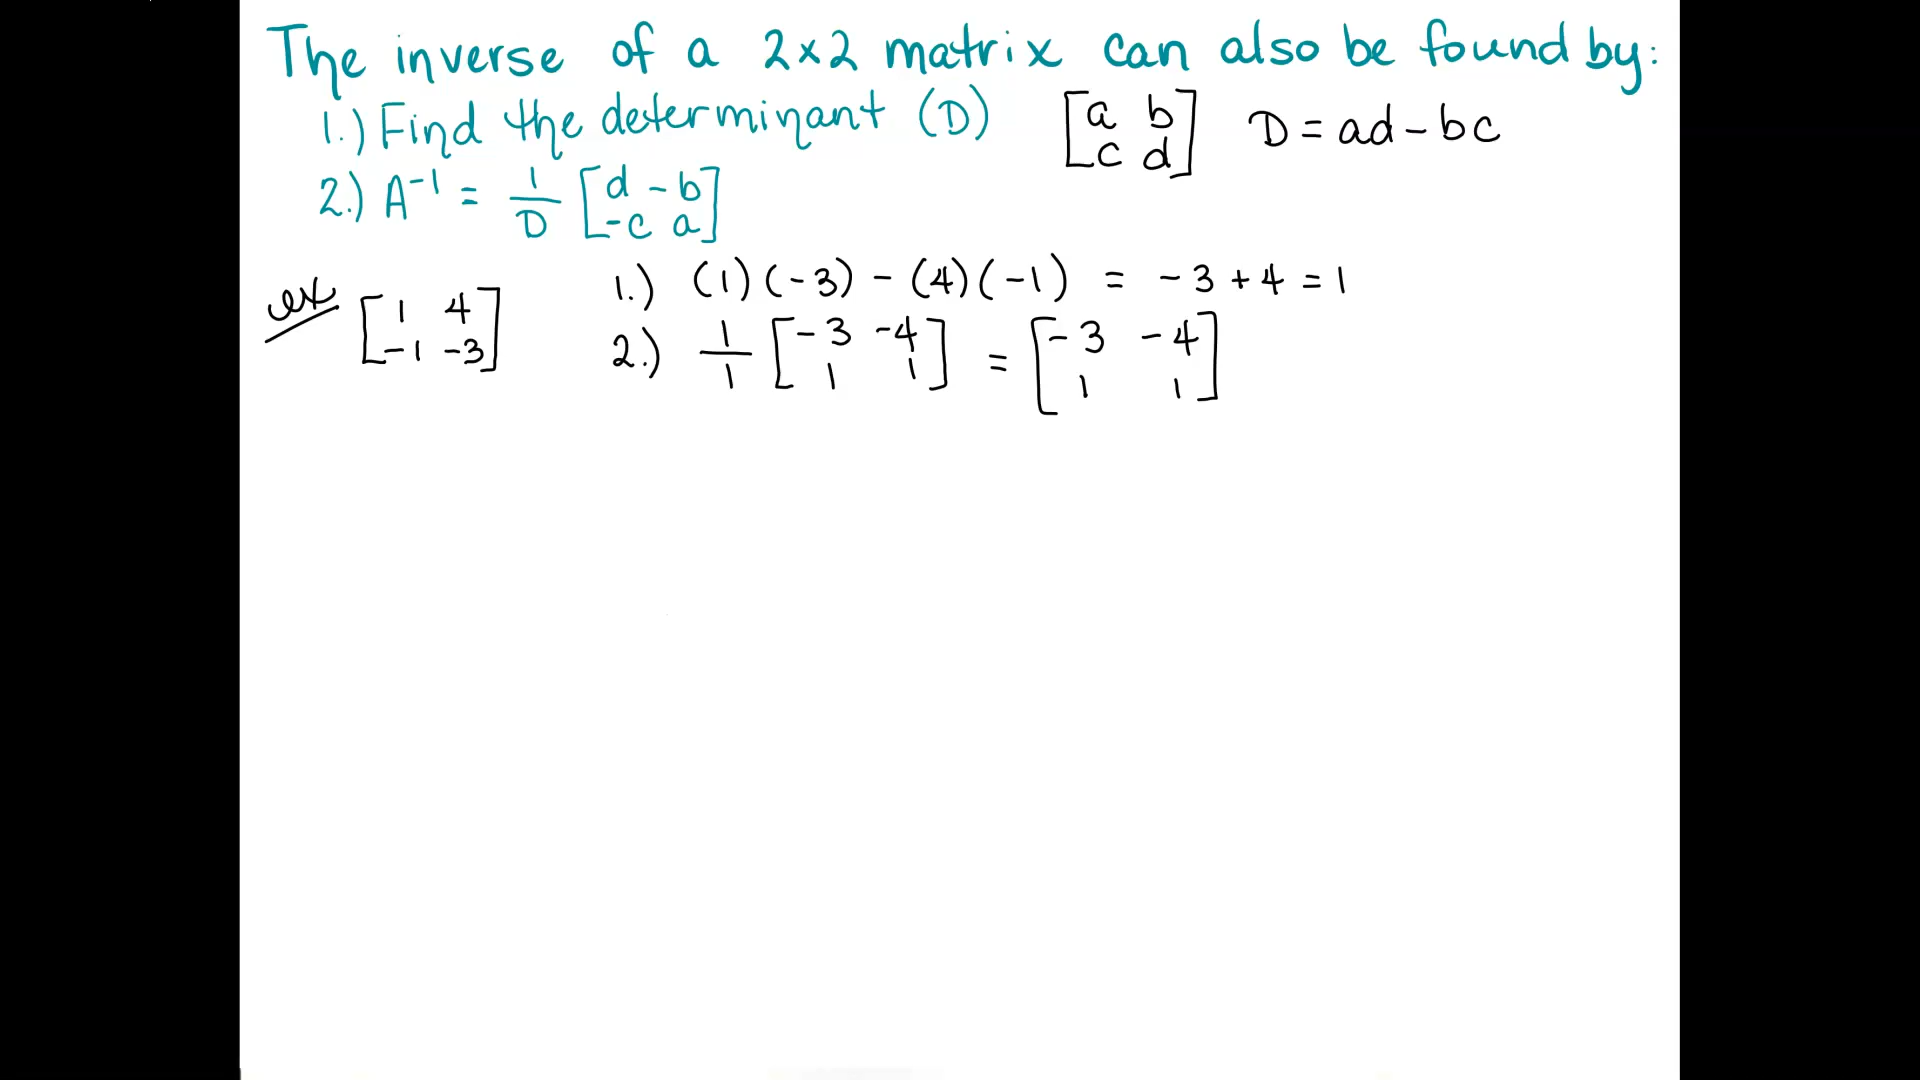 The inverse of a 2×2 matrix can also be found by:
1.) Find the determinant (D) [a b; c d] D = ad - bc
2.) A⁻¹ = 1/D [d -b; -c a]
ex [1 4; -1 -3] 1.) (1)(-3) - (4)(-1) = -3 + 4 = 1
2.) 1/1 [-3 -4; 1 1] = [-3 -4; 1 1]